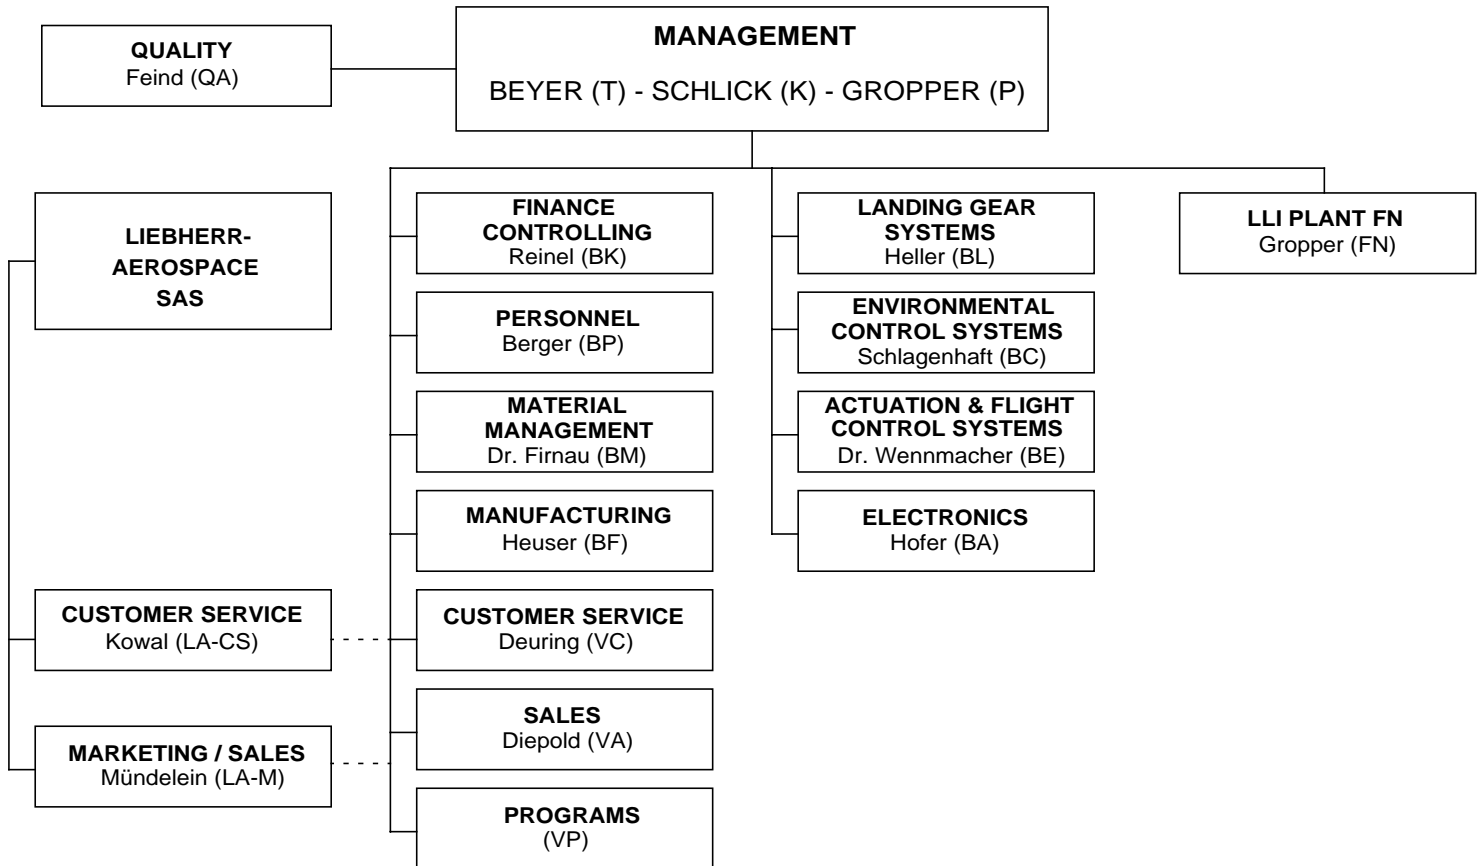 QUALITY
Feind (QA)
MANAGEMENT
BEYER (T) - SCHLICK (K) - GROPPER (P)
LIEBHERR-
AEROSPACE
SAS
CUSTOMER SERVICE
Kowal (LA-CS)
MARKETING / SALES
Mündelein (LA-M)
FINANCE
CONTROLLING
Reinel (BK)
PERSONNEL
Berger (BP)
MATERIAL
MANAGEMENT
Dr. Firnau (BM)
MANUFACTURING
Heuser (BF)
CUSTOMER SERVICE
Deuring (VC)
SALES
Diepold (VA)
PROGRAMS
(VP)
LANDING GEAR
SYSTEMS
Heller (BL)
ENVIRONMENTAL
CONTROL SYSTEMS
Schlagenhaft (BC)
ACTUATION & FLIGHT
CONTROL SYSTEMS
Dr. Wennmacher (BE)
ELECTRONICS
Hofer (BA)
LLI PLANT FN
Gropper (FN)